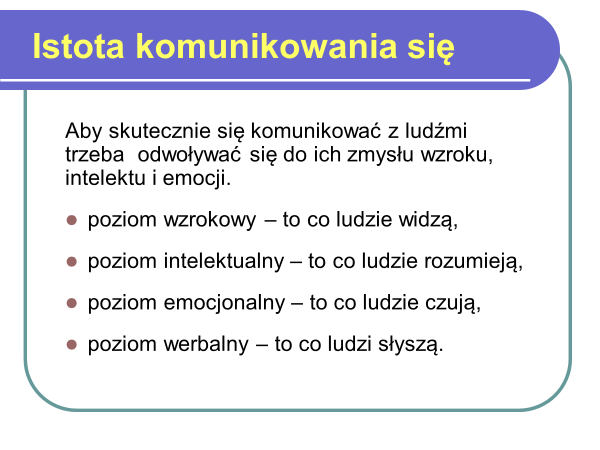 Istota komunikowania się
Aby skutecznie się komunikować z ludźmi
trzeba odwoływać się do ich zmysłu wzroku,
intelektu i emocji.
poziom wzrokowy – to co ludzie widzą,
poziom intelektualny – to co ludzie rozumieją,
poziom emocjonalny – to co ludzie czują,
poziom werbalny – to co ludzi słyszą.